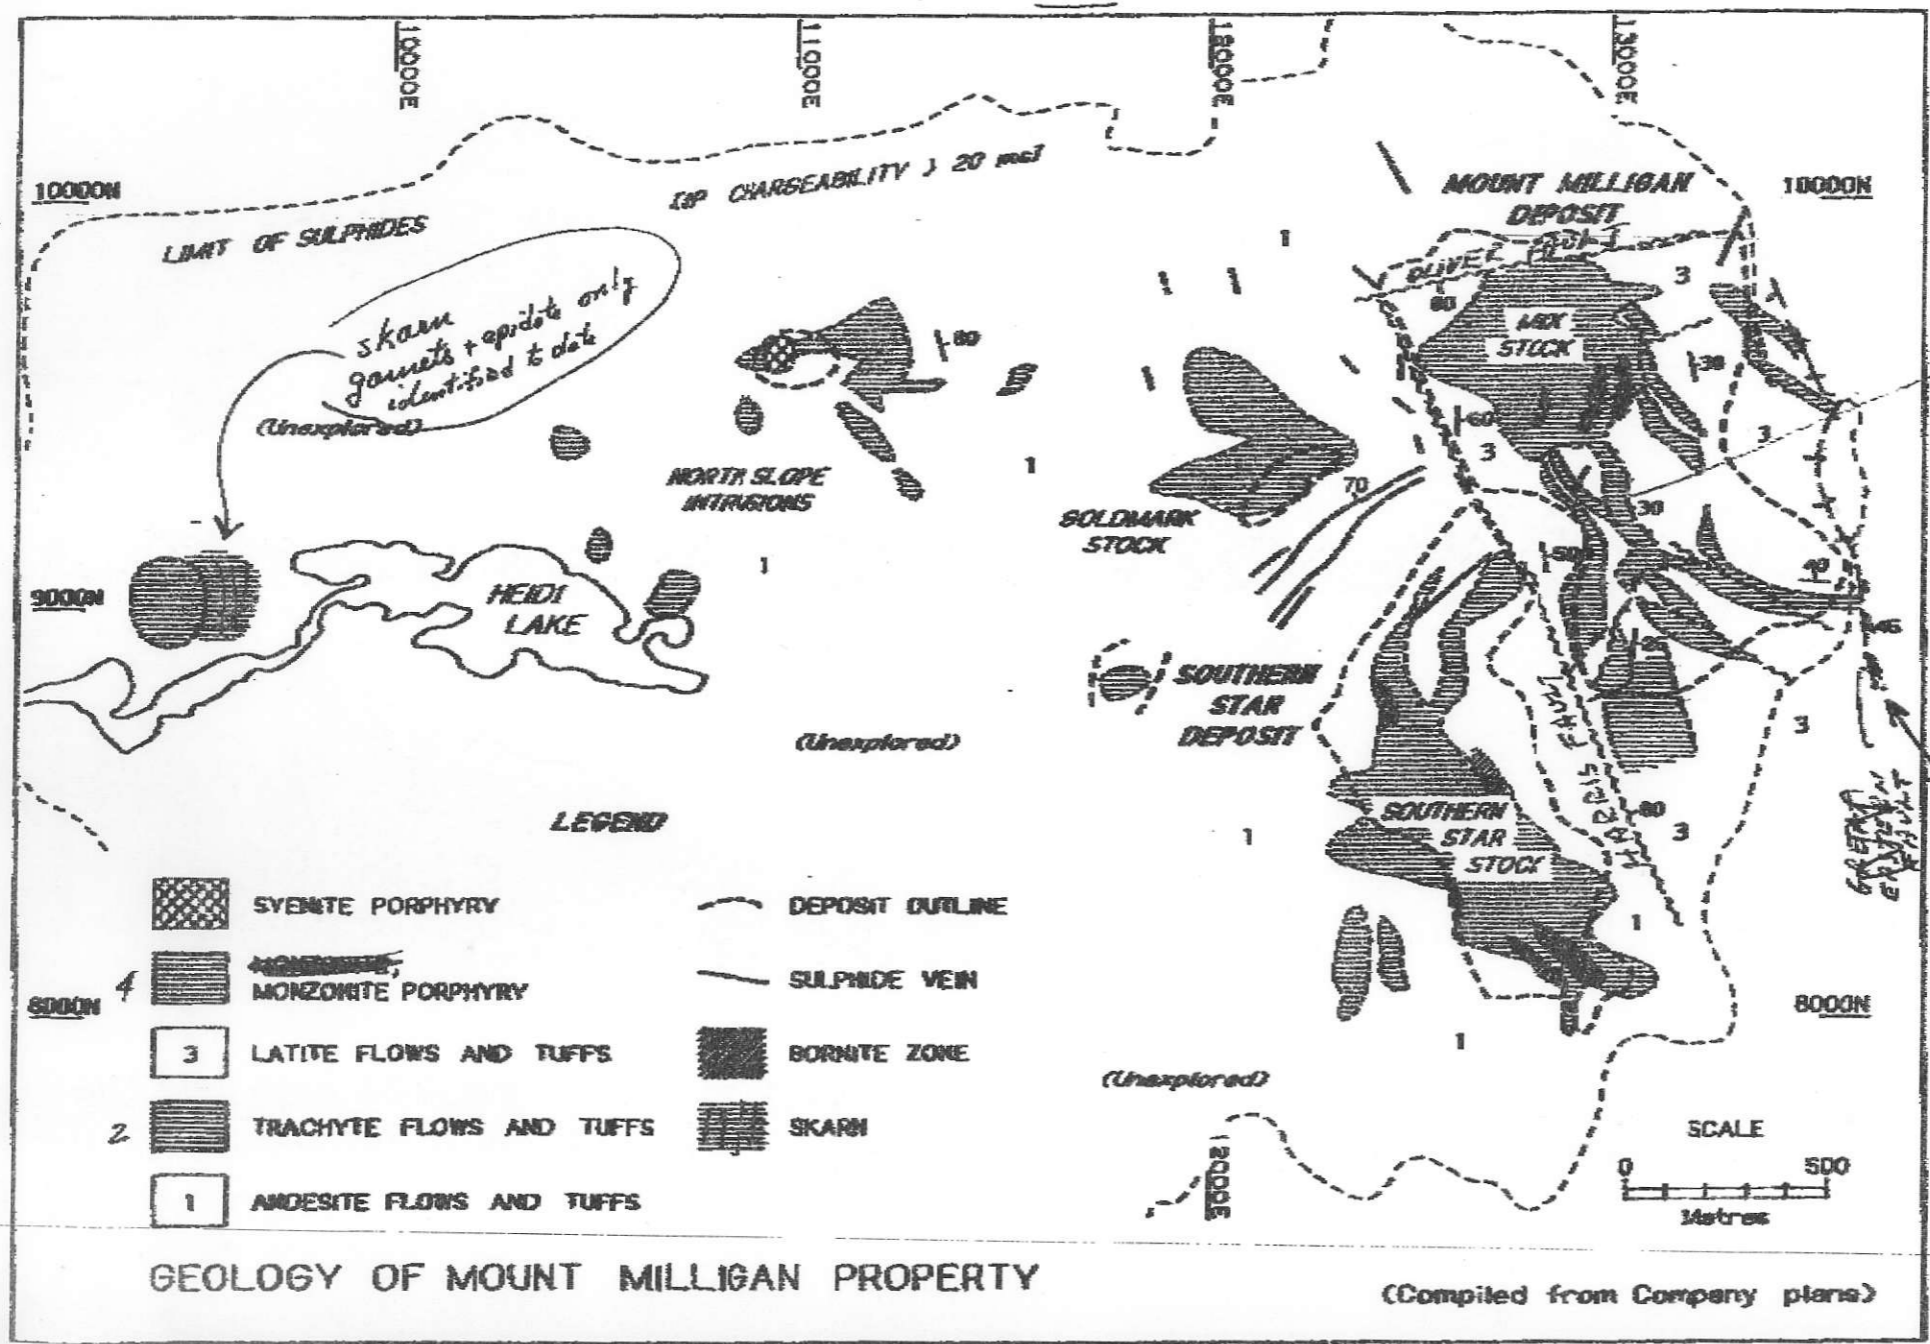 10000E
11000E
12000E
13000E
10000N
LIMIT OF SULPHIDES
CHARGEABILITY > 20
MOUNT MILLIGAN
DEPOSIT
10000N
1
3
80
skarn
garnets + epidote only
identified to date
(Unexplored)
80
MBX
STOCK
30
60
3
3
NORTH SLOPE
INTRUSIONS
1
GOLDMARK
STOCK
70
30
50
40
1
9000N
HEIDI
LAKE
SOUTHERN
STAR
DEPOSIT
HARRIS FAULT
3
(Unexplored)
80
3
1
SOUTHERN
STAR
STOCK
GREAT
EASTERN
FAULT
1
LEGEND
SYENITE PORPHYRY
DEPOSIT OUTLINE
4
MONZONITE PORPHYRY
SULPHIDE VEIN
8000N
8000N
3 LATITE FLOWS AND TUFFS
BORNITE ZONE
1
(Unexplored)
2
TRACHYTE FLOWS AND TUFFS
SKARN
1 ANDESITE FLOWS AND TUFFS
12000E
SCALE
0 500
Metres
GEOLOGY OF MOUNT MILLIGAN PROPERTY
(Compiled from Company plans)